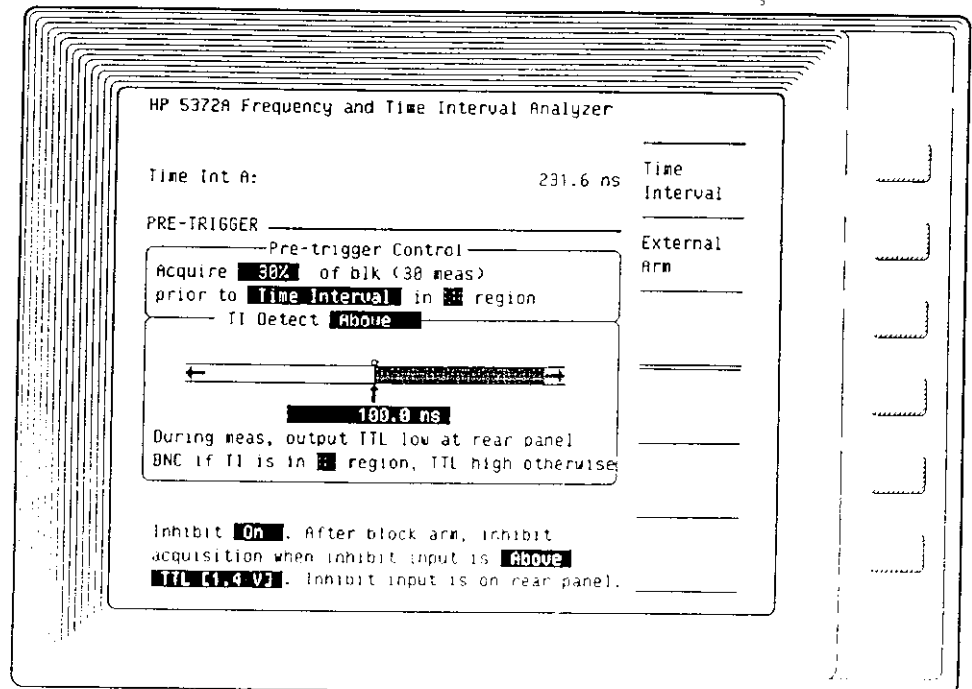 HP 5372A Frequency and Time Interval Analyzer
Time Int A: 231.6 ns
PRE-TRIGGER
Pre-trigger Control
Acquire 30% of blk (30 meas)
prior to Time Interval in region
TI Detect Above
100.0 ns
During meas, output TTL low at rear panel
BNC if TI is in region, TTL high otherwise
Inhibit On . After block arm, inhibit
acquisition when inhibit input is Above
TTL [1.4 V] . Inhibit input is on rear panel.
Time
Interval
External
Arm